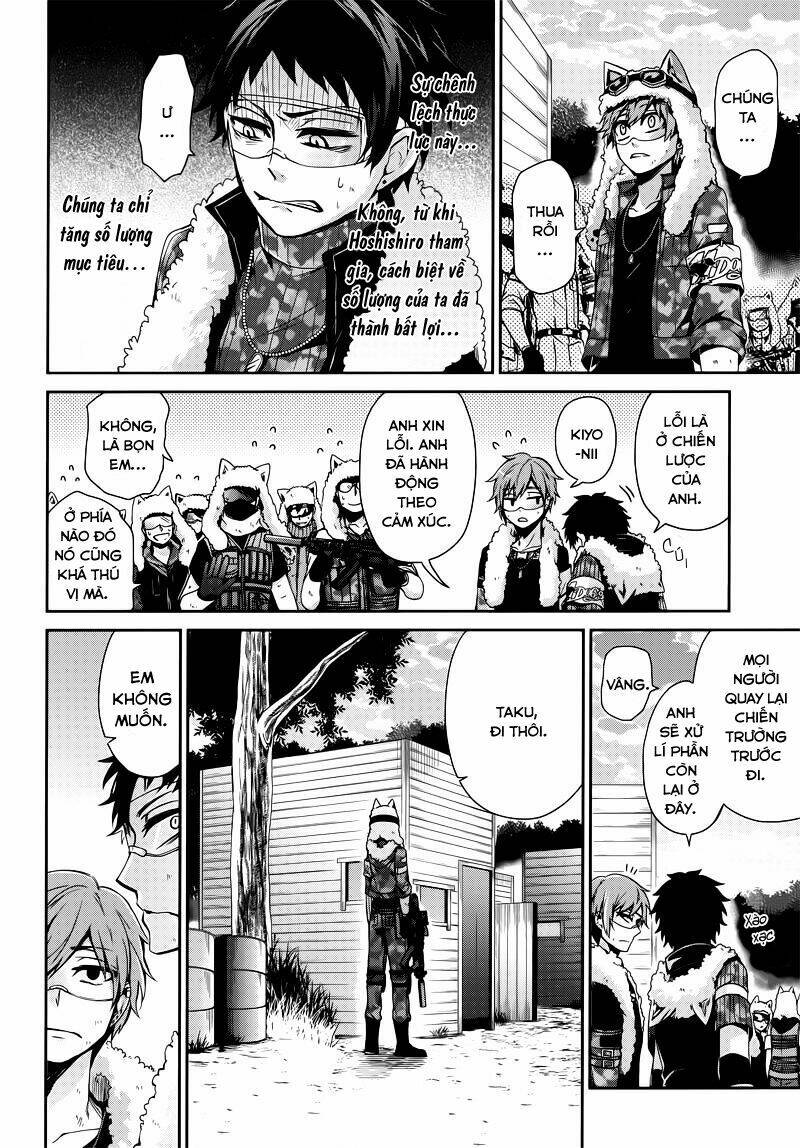 CHÚNG
TA
...
THUA
RỒI
...
Sự chênh
lệch thực
lực này...
Ư
...
Không, từ khi
Hoshishiro tham
gia, cách biệt về
số lượng của ta đã
thành bất lợi...
Chúng ta chỉ
tăng số lượng
mục tiêu...
LỖI LÀ
Ở CHIẾN
LƯỢC CỦA
ANH.
KIYO
-NII
CÚI
ANH XIN
LỖI. ANH
ĐÃ HÀNH
ĐỘNG
THEO
CẢM XÚC.
KHÔNG,
LÀ BỌN
EM...
Ở PHÍA
NÀO ĐÓ
NÓ CŨNG
KHÁ THÚ
VỊ MÀ.
MỌI
NGƯỜI
QUAY LẠI
CHIẾN
TRƯỜNG
TRƯỚC
ĐI.
VÂNG.
ANH
SẼ XỬ
LÍ PHẦN
CÒN
LẠI Ở
ĐÂY.
Xào
xạc
TAKU,
ĐI THÔI.
EM
KHÔNG
MUỐN.